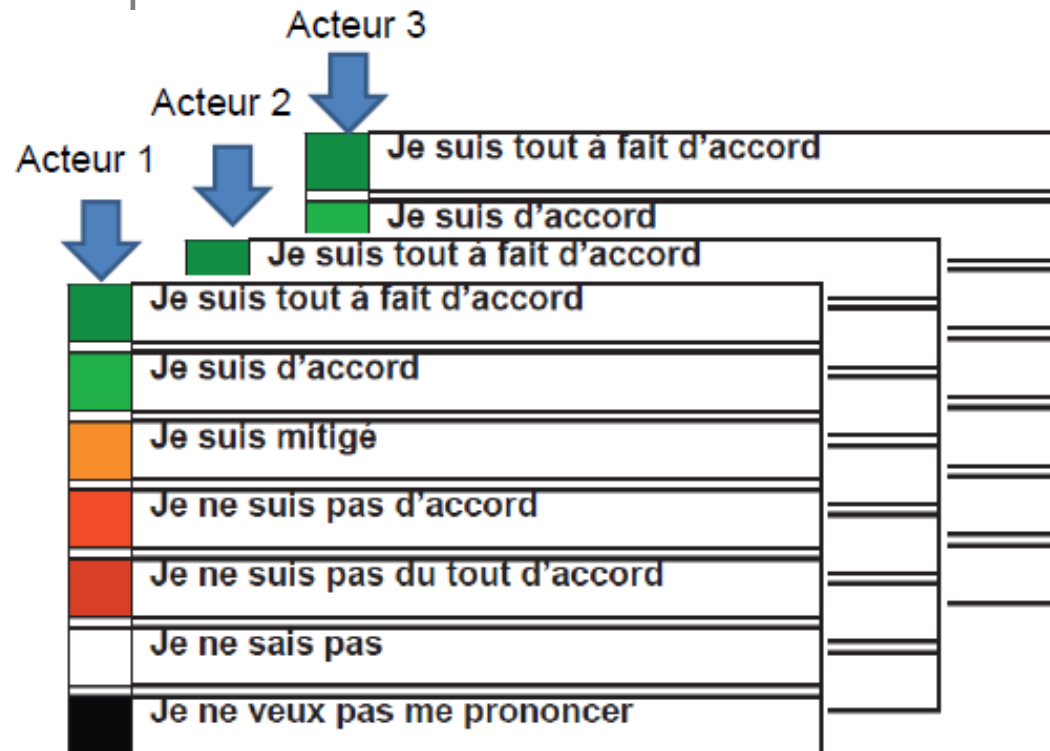 Acteur 3
Acteur 2
Acteur 1
Je suis tout à fait d'accord
Je suis d'accord
Je suis tout à fait d'accord
Je suis tout à fait d'accord
Je suis d'accord
Je suis mitigé
Je ne suis pas d'accord
Je ne suis pas du tout d'accord
Je ne sais pas
Je ne veux pas me prononcer